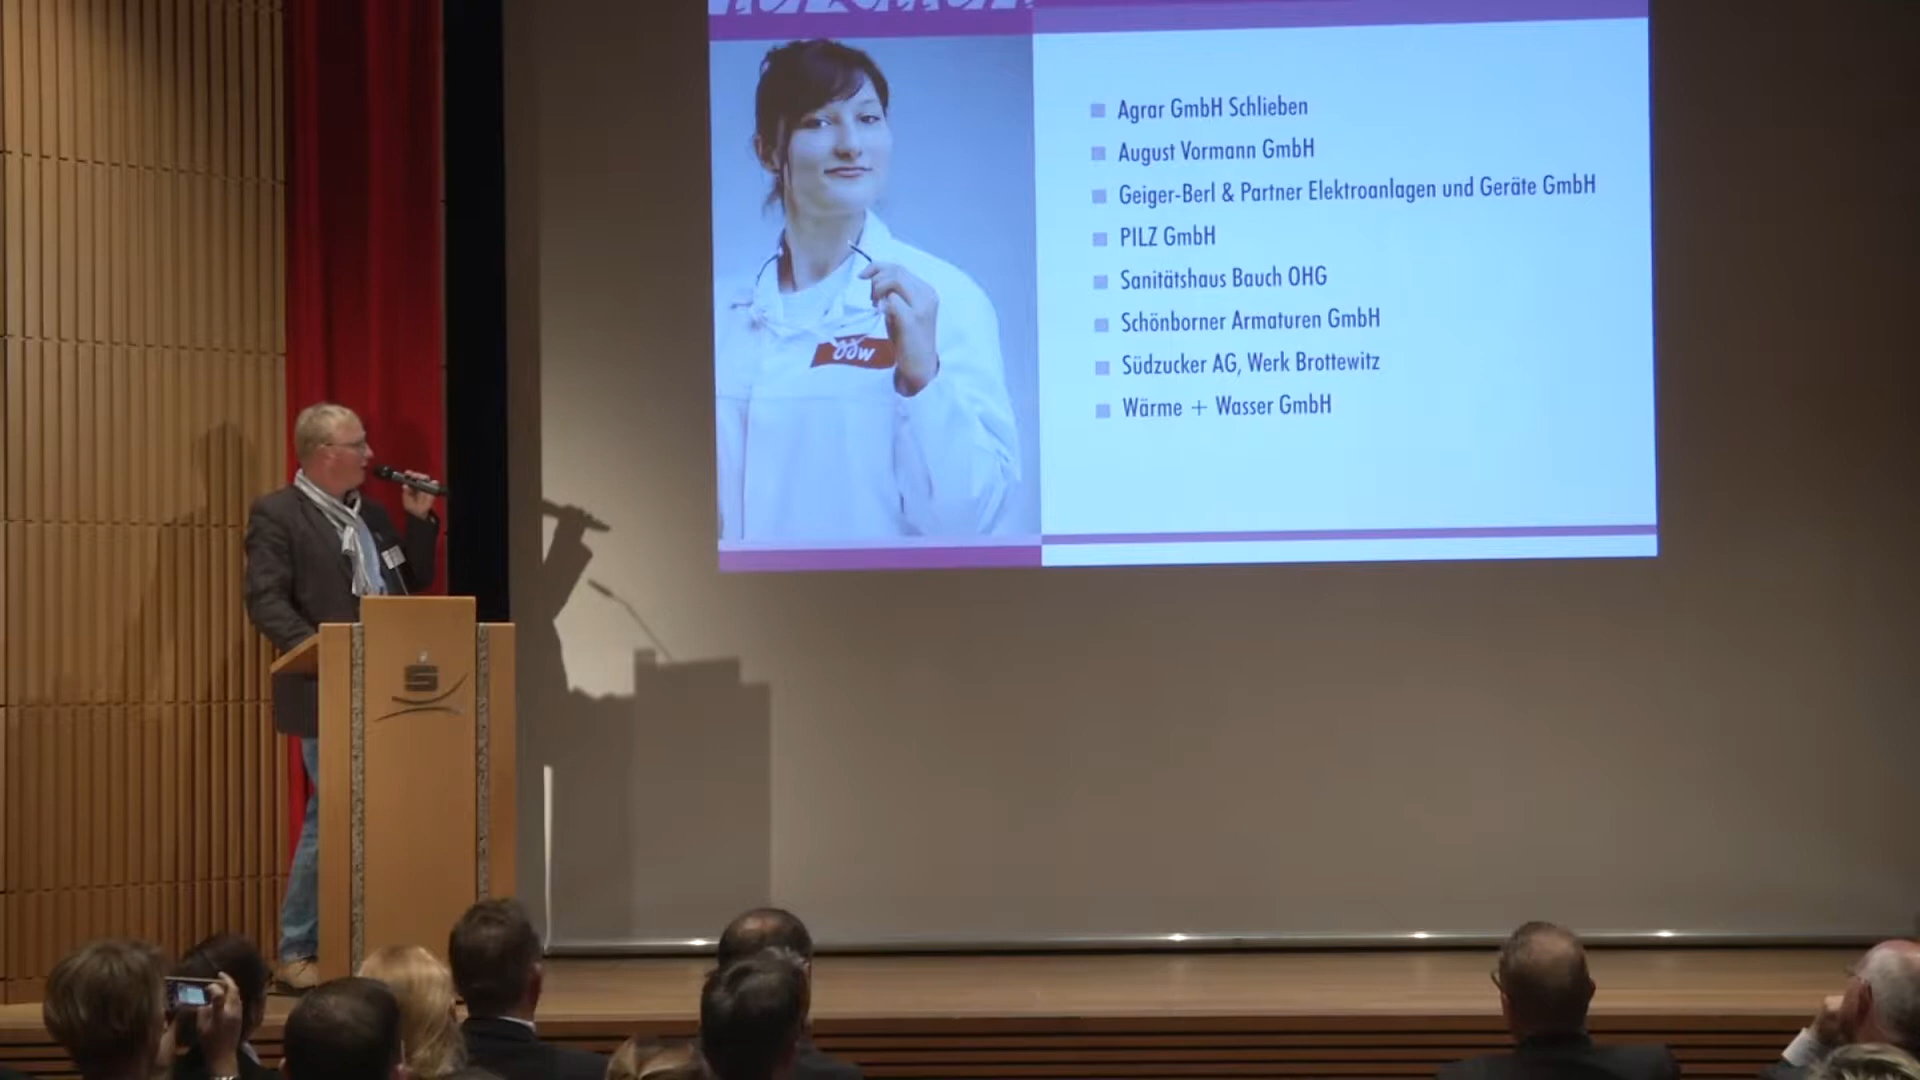 Agrar GmbH Schlieben
August Vormann GmbH
Geiger-Berl & Partner Elektroanlagen und Geräte GmbH
PILZ GmbH
Sanitätshaus Bauch OHG
Schönborner Armaturen GmbH
Südzucker AG, Werk Brottewitz
Wärme + Wasser GmbH